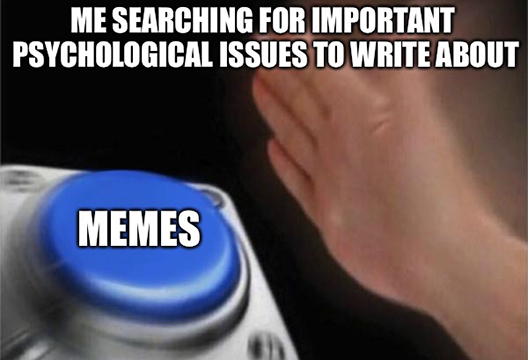 ME SEARCHING FOR IMPORTANT
PSYCHOLOGICAL ISSUES TO WRITE ABOUT
MEMES